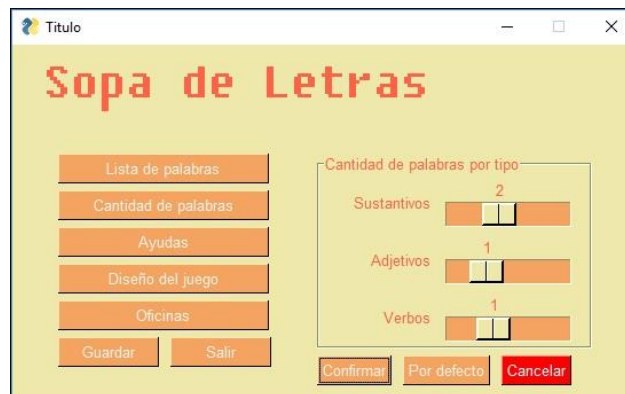 Titulo
Sopa de Letras
Lista de palabras
Cantidad de palabras
Ayudas
Diseño del juego
Oficinas
Guardar Salir
Cantidad de palabras por tipo
2
Sustantivos
1
Adjetivos
1
Verbos
Confirmar Por defecto Cancelar